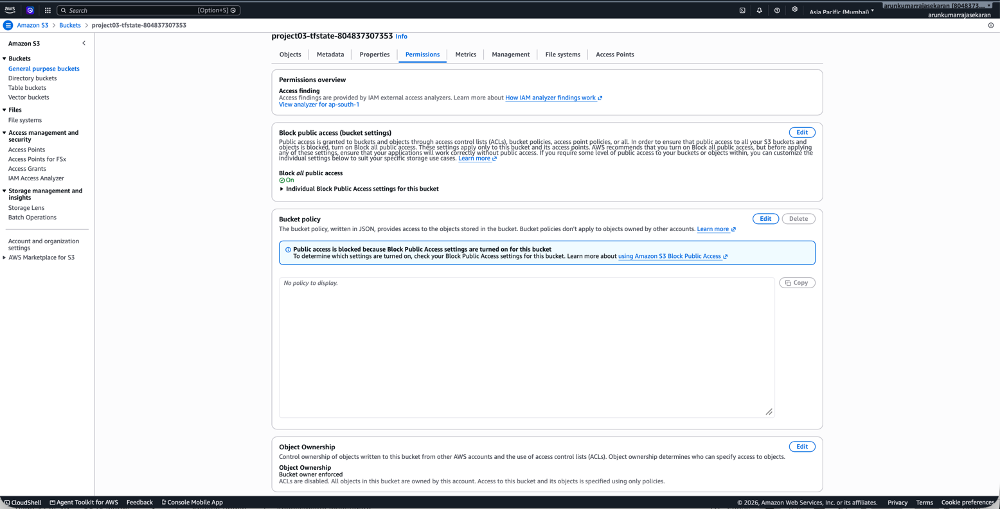 aws
Search
[Option+S]
Asia Pacific (Mumbai)
arunkumarrajasekaran (8048373...
arunkumarrajasekaran
Amazon S3
Buckets
project03-tfstate-804837307353
Amazon S3
Buckets
General purpose buckets
Directory buckets
Table buckets
Vector buckets
Files
File systems
Access management and
security
Access Points
Access Points for FSx
Access Grants
IAM Access Analyzer
Storage management and
insights
Storage Lens
Batch Operations
Account and organization
settings
AWS Marketplace for S3
project03-tfstate-804837307353 Info
Objects
Metadata
Properties
Permissions
Metrics
Management
File systems
Access Points
Permissions overview
Access finding
Access findings are provided by IAM external access analyzers. Learn more about How IAM analyzer findings work
View analyzer for ap-south-1
Block public access (bucket settings)
Edit
Public access is granted to buckets and objects through access control lists (ACLs), bucket policies, access point policies, or all. In order to ensure that public access to all your S3 buckets and
objects is blocked, turn on Block all public access. These settings apply only to this bucket and its access points. AWS recommends that you turn on Block all public access, but before applying
any of these settings, ensure that your applications will work correctly without public access. If you require some level of public access to your buckets or objects within, you can customize the
individual settings below to suit your specific storage use cases. Learn more
Block all public access
On
Individual Block Public Access settings for this bucket
Bucket policy
Edit
Delete
The bucket policy, written in JSON, provides access to the objects stored in the bucket. Bucket policies don't apply to objects owned by other accounts. Learn more
Public access is blocked because Block Public Access settings are turned on for this bucket
To determine which settings are turned on, check your Block Public Access settings for this bucket. Learn more about using Amazon S3 Block Public Access
No policy to display.
Copy
Object Ownership
Edit
Control ownership of objects written to this bucket from other AWS accounts and the use of access control lists (ACLs). Object ownership determines who can specify access to objects.
Object Ownership
Bucket owner enforced
ACLs are disabled. All objects in this bucket are owned by this account. Access to this bucket and its objects is specified using only policies.
CloudShell
Agent Toolkit for AWS
Feedback
Console Mobile App
© 2026, Amazon Web Services, Inc. or its affiliates.
Privacy
Terms
Cookie preferences